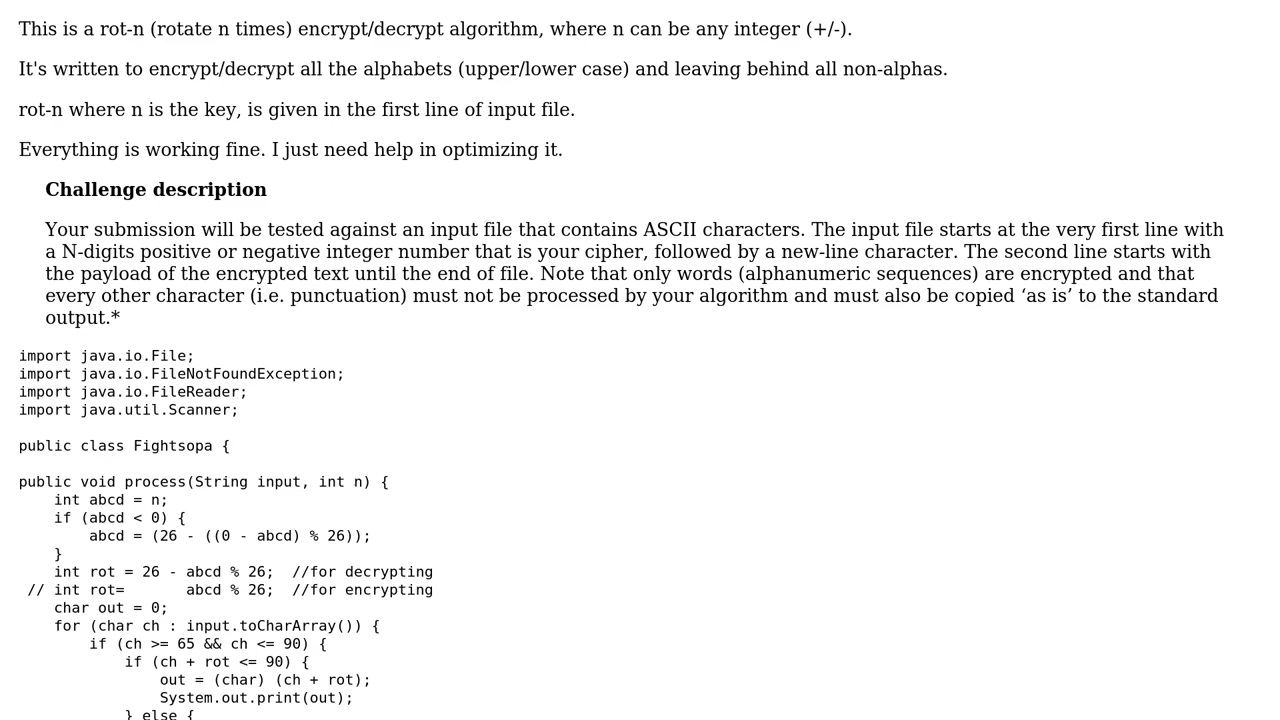 This is a rot-n (rotate n times) encrypt/decrypt algorithm, where n can be any integer (+/-).
It's written to encrypt/decrypt all the alphabets (upper/lower case) and leaving behind all non-alphas.
rot-n where n is the key, is given in the first line of input file.
Everything is working fine. I just need help in optimizing it.
Challenge description
Your submission will be tested against an input file that contains ASCII characters. The input file starts at the very first line with
a N-digits positive or negative integer number that is your cipher, followed by a new-line character. The second line starts with
the payload of the encrypted text until the end of file. Note that only words (alphanumeric sequences) are encrypted and that
every other character (i.e. punctuation) must not be processed by your algorithm and must also be copied ‘as is’ to the standard
output.*
import java.io.File;
import java.io.FileNotFoundException;
import java.io.FileReader;
import java.util.Scanner;

public class Fightsopa {

public void process(String input, int n) {
    int abcd = n;
    if (abcd < 0) {
        abcd = (26 - ((0 - abcd) % 26));
    }
    int rot = 26 - abcd % 26;  //for decrypting
 // int rot=       abcd % 26;  //for encrypting
    char out = 0;
    for (char ch : input.toCharArray()) {
        if (ch >= 65 && ch <= 90) {
            if (ch + rot <= 90) {
                out = (char) (ch + rot);
                System.out.print(out);
            } else {